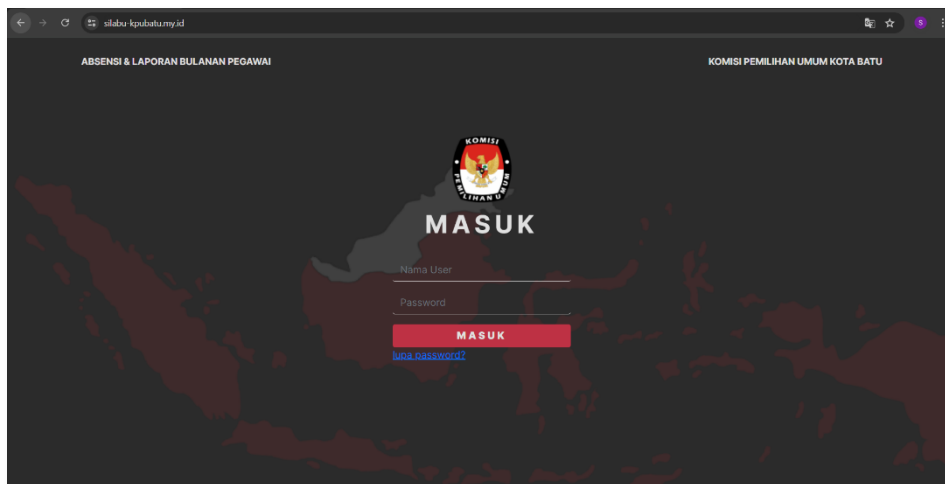 silabu-kpubatu.my.id
S
ABSENSI & LAPORAN BULANAN PEGAWAI
KOMISI PEMILIHAN UMUM KOTA BATU
KOMISI
PEMILIHAN UMUM
MASUK
Nama User
Password
MASUK
lupa password?